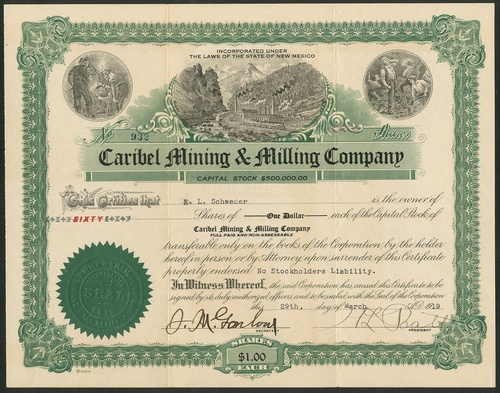 INCORPORATED UNDER
THE LAWS OF THE STATE OF NEW MEXICO
No 932 Shares
Caribel Mining & Milling Company
CAPITAL STOCK $500,000.00
This Certifies that E. L. Schweder is the owner of
SIXTY Shares of One Dollar each of the Capital Stock of
Caribel Mining & Milling Company
FULL PAID AND NON-ASSESSABLE
transferable only on the books of the Corporation by the holder
hereof in person or by Attorney upon surrender of this Certificate
properly endorsed No Stockholders Liability.
In Witness Whereof, the said Corporation has caused this Certificate to be
signed by its duly authorized officers and to be sealed with the Seal of the Corporation
the 29th, day of March 1919
SECRETARY
PRESIDENT
SHARES
$1.00
EACH